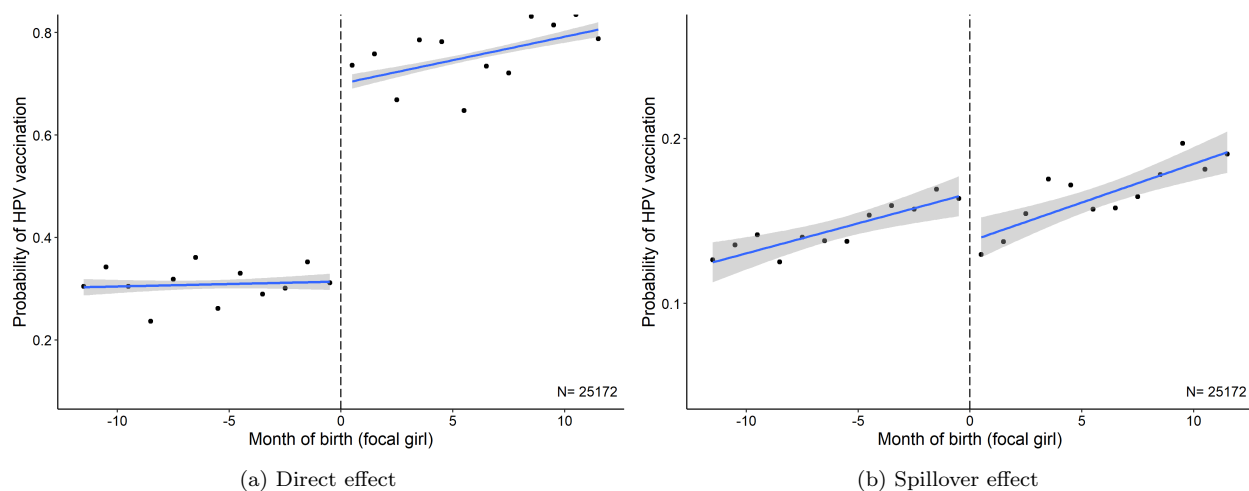 0.8
0.6
0.4
0.2
Probability of HPV vaccination
N= 25172
-10 -5 0 5 10
Month of birth (focal girl)
(a) Direct effect
0.2
0.1
Probability of HPV vaccination
N= 25172
-10 -5 0 5 10
Month of birth (focal girl)
(b) Spillover effect